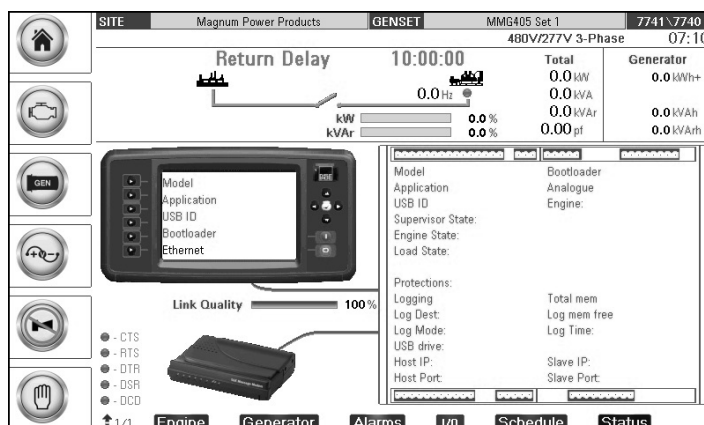 SITE Magnum Power Products GENSET MMG405 Set 1 7741\7740
480V/277V 3-Phase 07:10
Return Delay 10:00:00 Total Generator
0.0 kW 0.0 kWh+
0.0 Hz 0.0 kVA
0.0 kVAr 0.0 kVAh
kW 0.0 % 0.00 pf 0.0 kVArh
kVAr 0.0 %
GEN
Model
Application
USB ID
Bootloader
Ethernet
Link Quality 100%
- CTS
- RTS
- DTR
- DSR
- DCD
Model Bootloader
Application Analogue
USB ID Engine:
Supervisor State:
Engine State:
Load State:
Protections:
Logging Total mem
Log Dest: Log mem free
Log Mode: Log Time:
USB drive:
Host IP: Slave IP:
Host Port: Slave Port:
1/1 Engine Generator Alarms I/O Schedule Status